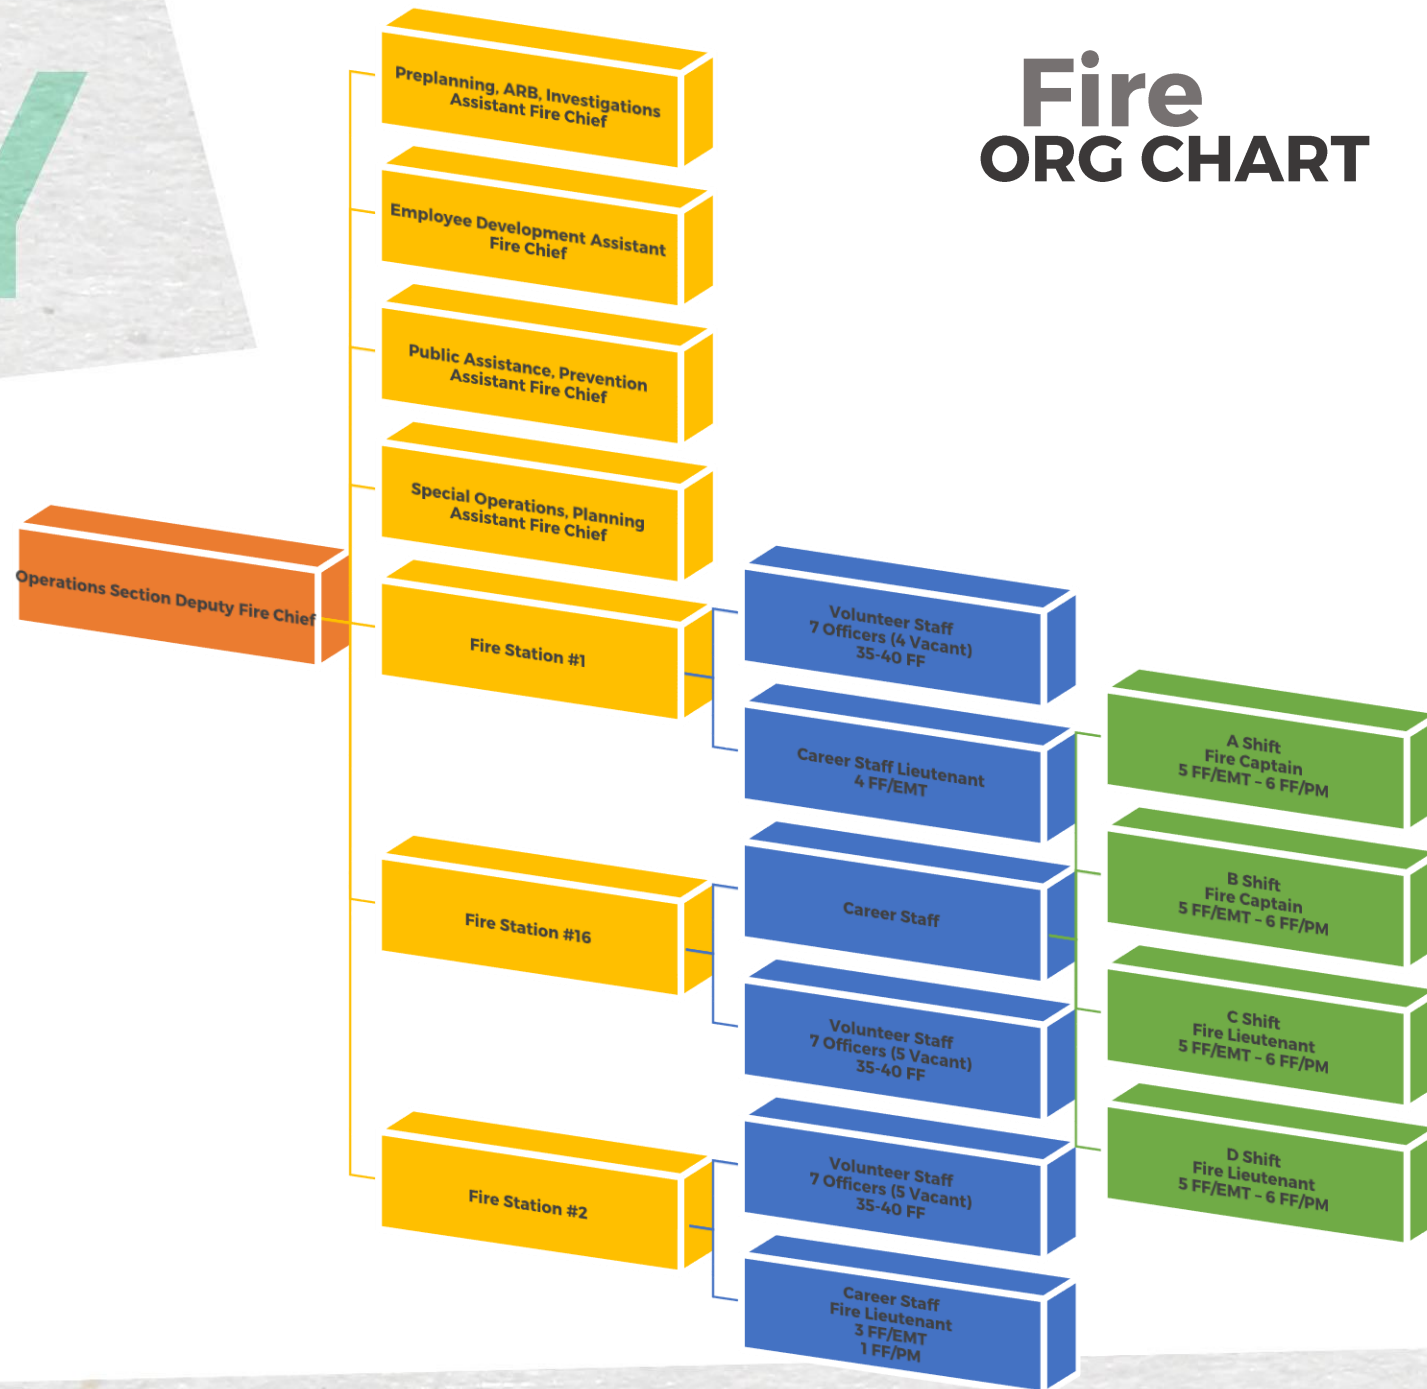 Y
Fire
ORG CHART
Preplanning, ARB, Investigations
Assistant Fire Chief
Employee Development Assistant
Fire Chief
Public Assistance, Prevention
Assistant Fire Chief
Special Operations, Planning
Assistant Fire Chief
Operations Section Deputy Fire Chief
Fire Station #1
Volunteer Staff
7 Officers (4 Vacant)
35-40 FF
Career Staff Lieutenant
4 FF/EMT
Fire Station #16
Career Staff
A Shift
Fire Captain
5 FF/EMT – 6 FF/PM
B Shift
Fire Captain
5 FF/EMT – 6 FF/PM
C Shift
Fire Lieutenant
5 FF/EMT – 6 FF/PM
D Shift
Fire Lieutenant
5 FF/EMT – 6 FF/PM
Volunteer Staff
7 Officers (5 Vacant)
35-40 FF
Fire Station #2
Volunteer Staff
7 Officers (5 Vacant)
35-40 FF
Career Staff
Fire Lieutenant
3 FF/EMT
1 FF/PM